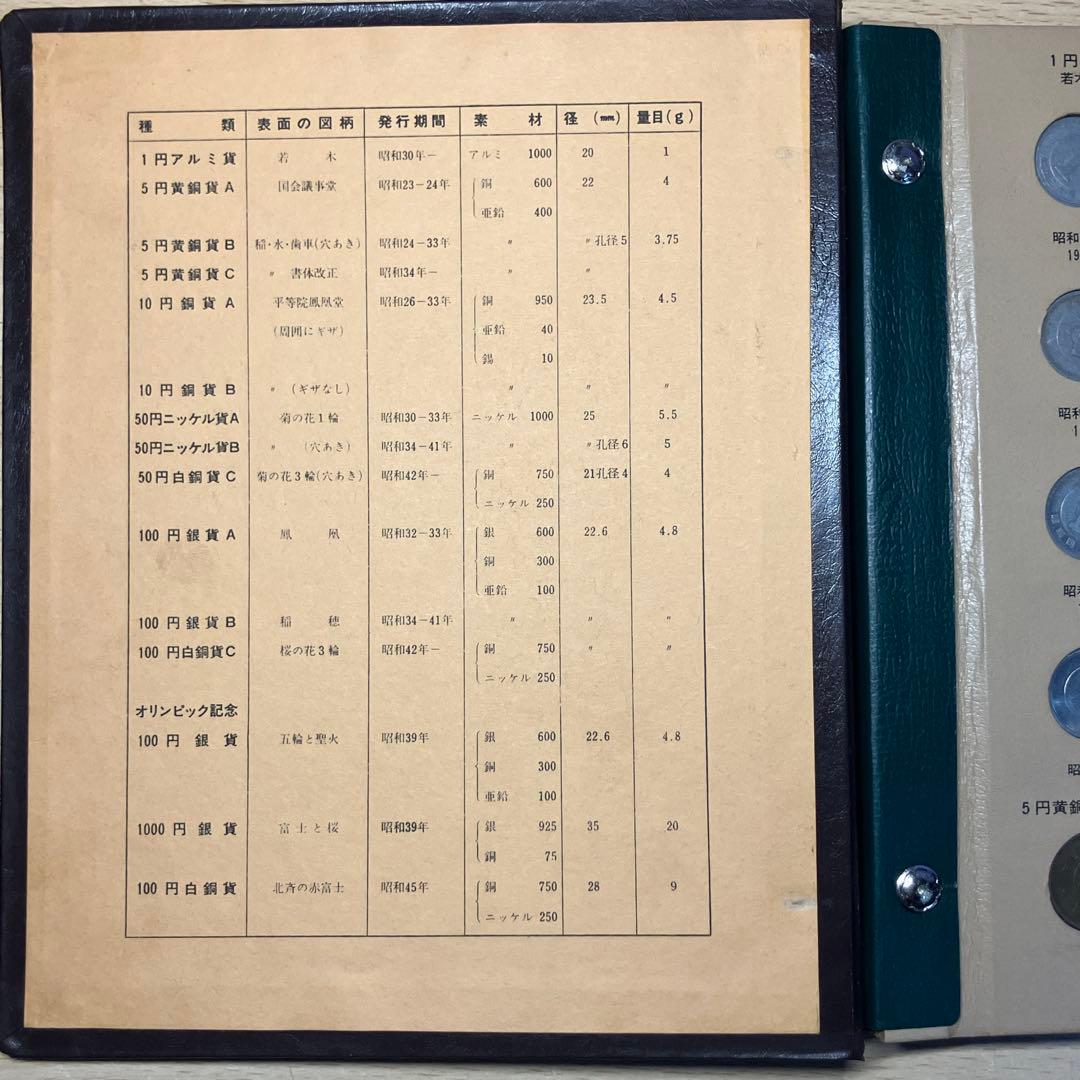 種 類 表面の図柄 発行期間 素 材 径 (㎜) 量目(g)
1円アルミ貨 若 木 昭和30年− アルミ 1000 20 1
5円黄銅貨A 国会議事堂 昭和23−24年 銅 600 22 4
亜鉛 400
5円黄銅貨B 稲・水・歯車(穴あき) 昭和24−33年 〃 〃孔径5 3.75
5円黄銅貨C 〃 書体改正 昭和34年− 〃 〃 〃
10円銅貨A 平等院鳳凰堂 昭和26−33年 銅 950 23.5 4.5
(周囲にギザ) 亜鉛 40
錫 10
10円銅貨B 〃 (ギザなし) 〃 〃 〃
50円ニッケル貨A 菊の花1輪 昭和30−33年 ニッケル 1000 25 5.5
50円ニッケル貨B 〃 (穴あき) 昭和34−41年 〃 〃孔径6 5
50円白銅貨C 菊の花3輪(穴あき) 昭和42年− 銅 750 21孔径4 4
ニッケル 250
100円銀貨A 鳳 凰 昭和32−33年 銀 600 22.6 4.8
銅 300
亜鉛 100
100円銀貨B 稲 穂 昭和34−41年 〃 〃 〃
100円白銅貨C 桜の花3輪 昭和42年− 銅 750 〃 〃
ニッケル 250
オリンピック記念
100円銀貨 五輪と聖火 昭和39年 銀 600 22.6 4.8
銅 300
亜鉛 100
1000円銀貨 富士と桜 昭和39年 銀 925 35 20
銅 75
100円白銅貨 北斉の赤富士 昭和45年 銅 750 28 9
ニッケル 250
1円
若木
昭和
19
昭和
1
昭和
昭
5円黄銅